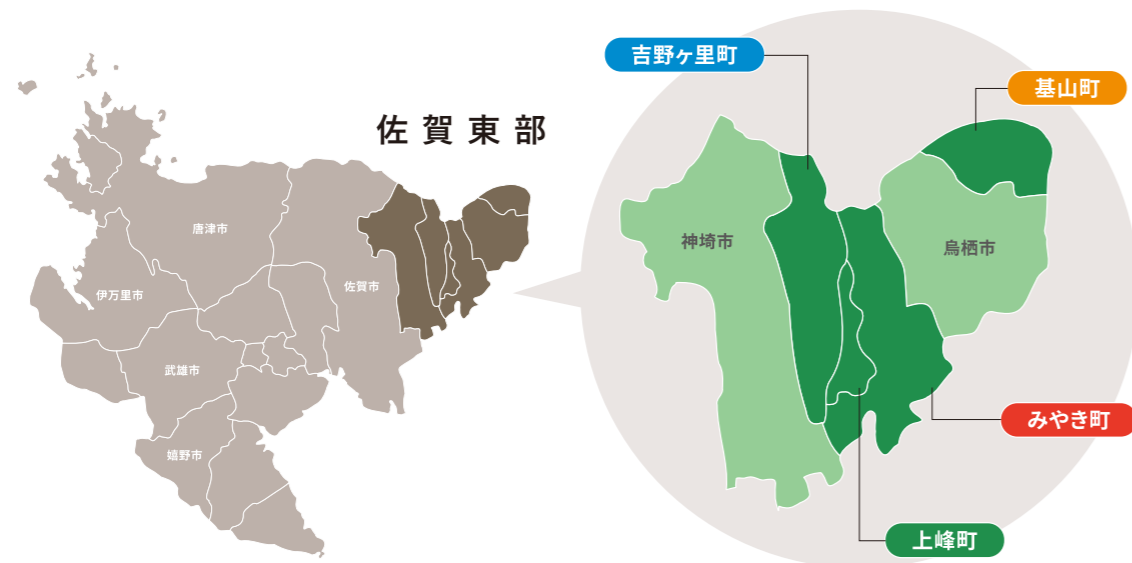 佐賀東部
唐津市
伊万里市
佐賀市
武雄市
嬉野市
吉野ヶ里町
基山町
神埼市
鳥栖市
みやき町
上峰町